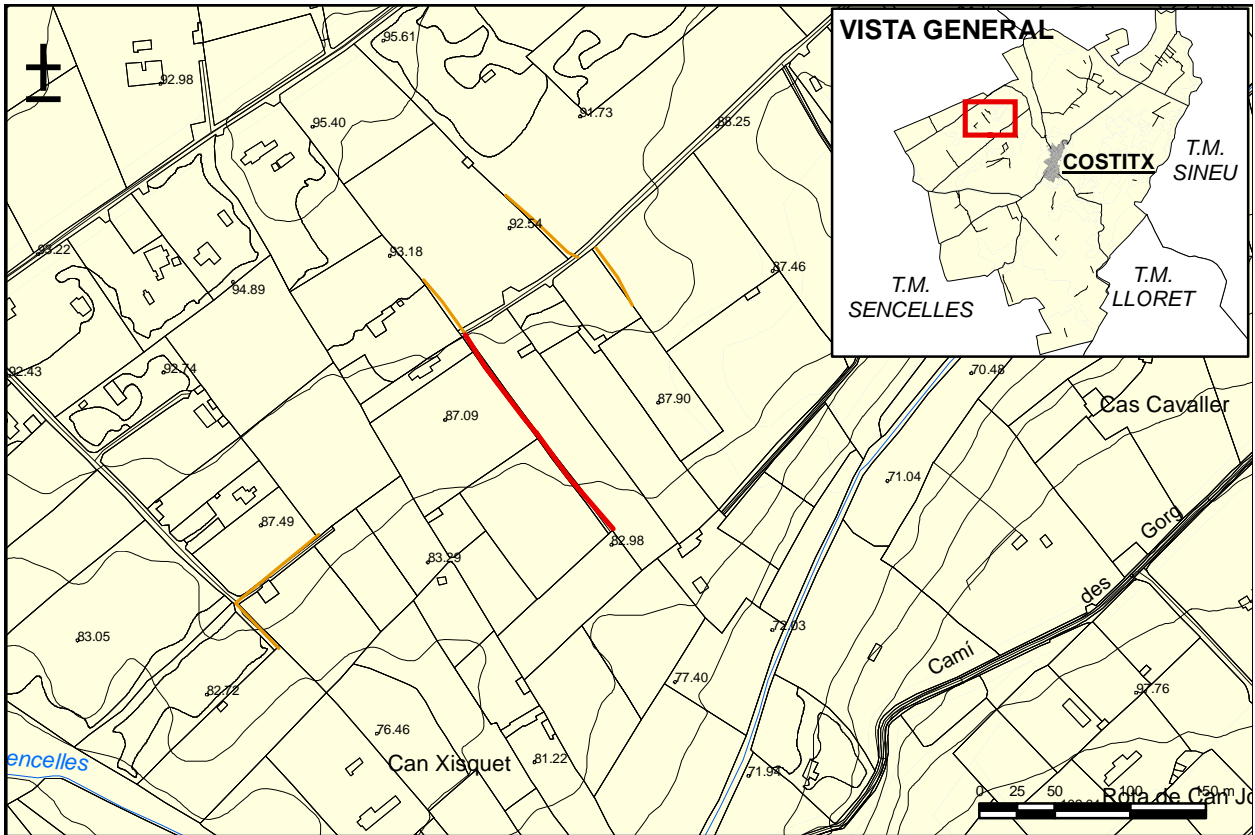 95.61
VISTA GENERAL
92.98
91.73
95.40
88.25
COSTITX
T.M.
SINEU
92.54
93.22
93.18
87.46
94.89
T.M.
SENCELLES
T.M.
LLORET
92.43
92.74
70.48
87.90
Cas Cavaller
87.09
71.04
87.49
Gorg
82.98
83.29
des
83.05
72.03
Camí
77.40
82.72
97.76
76.46
encelles
Can Xisquet
81.22
71.94
0 25 50 100 150 m
Rota de Can Jo